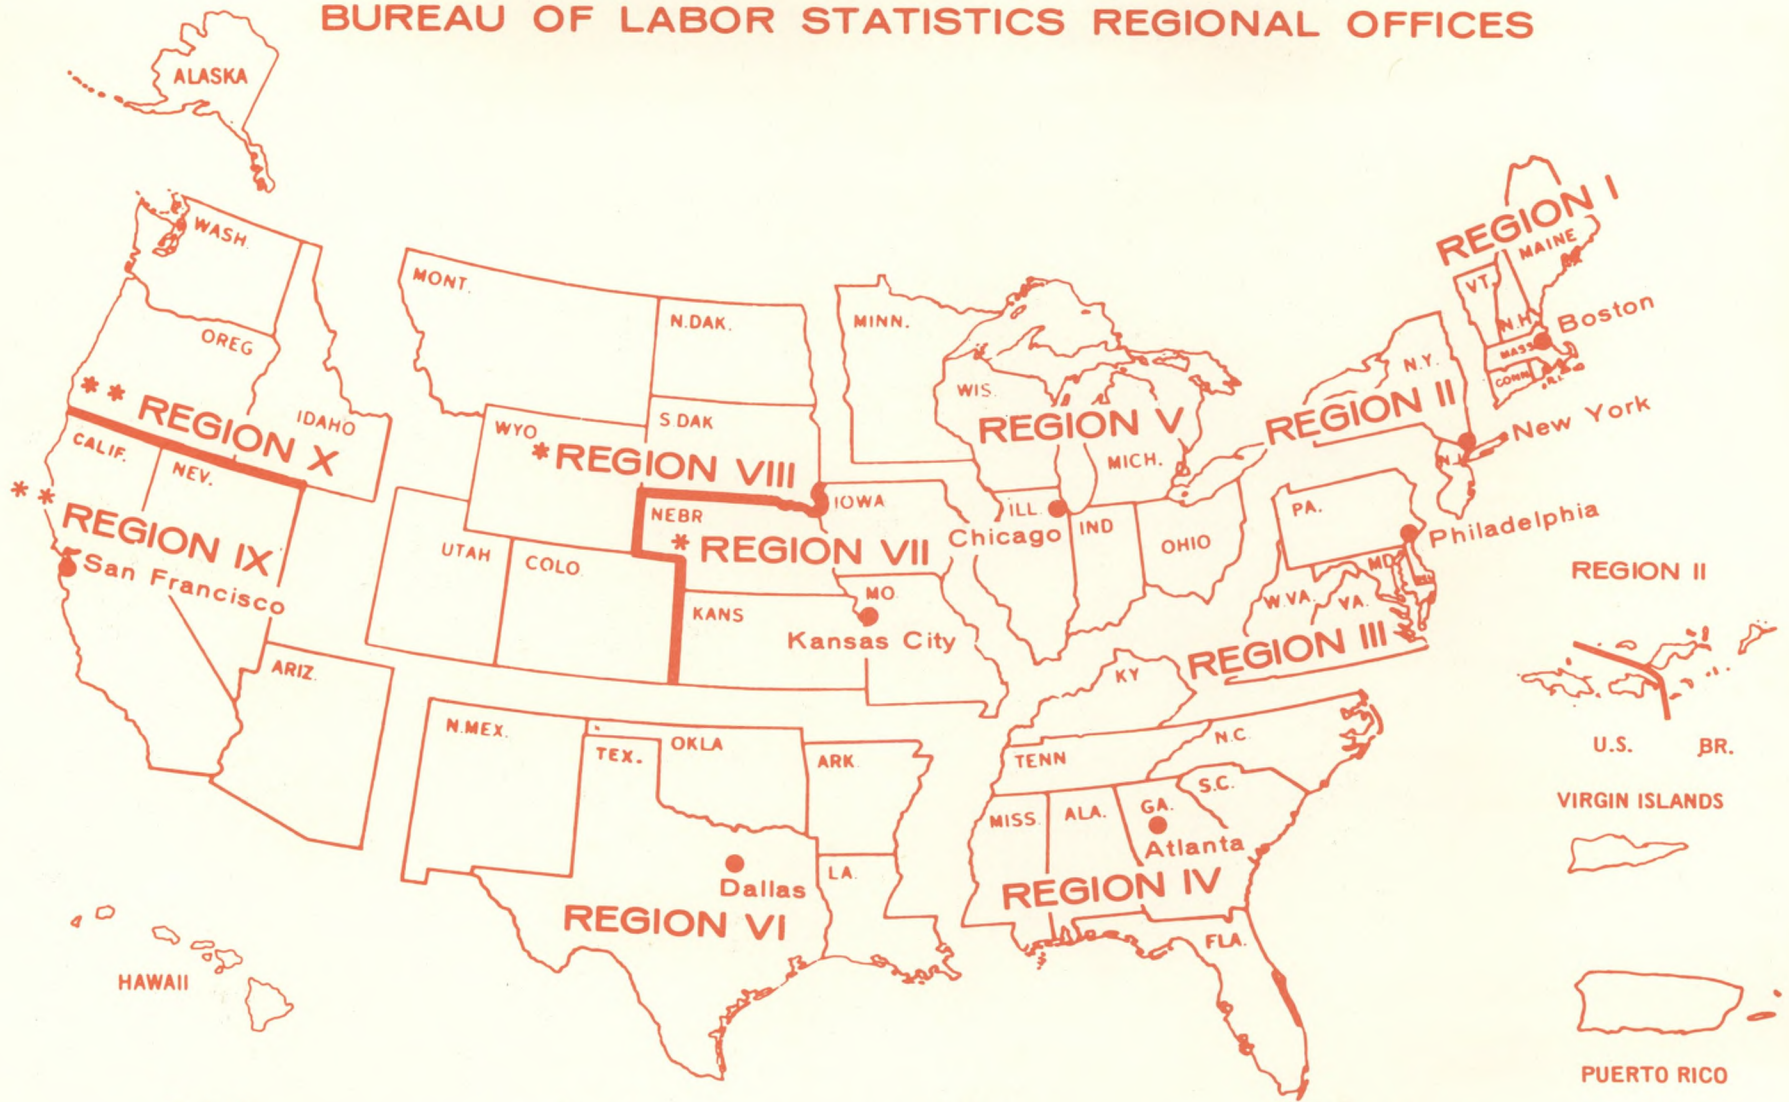 BUREAU OF LABOR STATISTICS REGIONAL OFFICES
ALASKA
REGION I
MAINE
VT.
N.H.
Boston
MASS
CONN.
R.I.
WASH.
OREG
IDAHO
* * REGION X
MONT.
N.DAK.
S.DAK
WYO
*REGION VIII
MINN.
WIS.
REGION V
MICH.
N.Y.
REGION II
New York
N.J.
CALIF.
NEV.
* *
REGION IX
San Francisco
UTAH
COLO.
NEBR
IOWA
* REGION VII
ILL.
Chicago
IND
OHIO
PA.
Philadelphia
MD.
DEL.
W.VA.
VA.
REGION III
KANS
MO.
Kansas City
KY
ARIZ.
N.MEX.
TEX.
OKLA
ARK.
LA.
Dallas
REGION VI
TENN
N.C.
S.C.
MISS.
ALA.
GA.
Atlanta
REGION IV
FLA.
HAWAII
REGION II
U.S. BR.
VIRGIN ISLANDS
PUERTO RICO